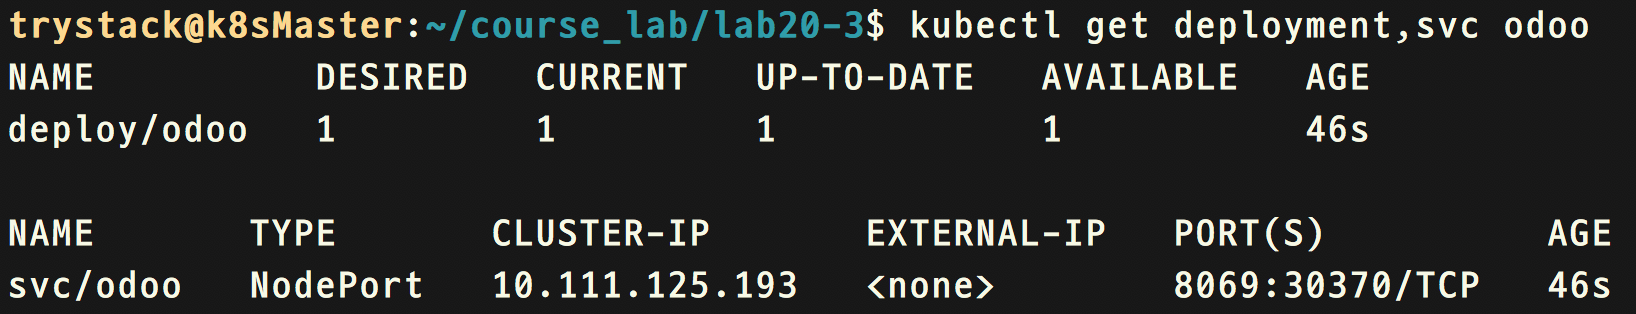 trystack@k8sMaster:~/course_lab/lab20-3$ kubectl get deployment,svc odoo
NAME DESIRED CURRENT UP-TO-DATE AVAILABLE AGE
deploy/odoo 1 1 1 1 46s
NAME TYPE CLUSTER-IP EXTERNAL-IP PORT(S) AGE
svc/odoo NodePort 10.111.125.193 <none> 8069:30370/TCP 46s